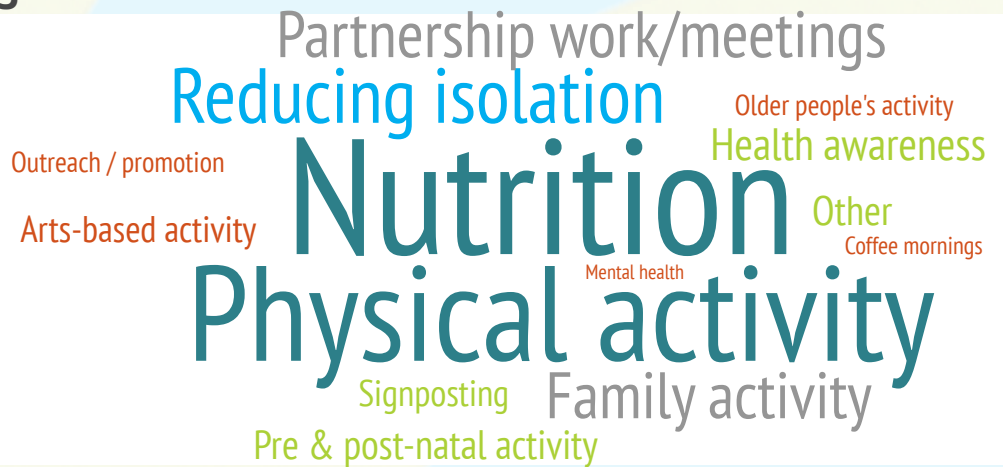 Partnership work/meetings
Reducing isolation
Older people's activity
Health awareness
Outreach / promotion
Nutrition
Other
Arts-based activity
Coffee mornings
Mental health
Physical activity
Signposting
Family activity
Pre & post-natal activity